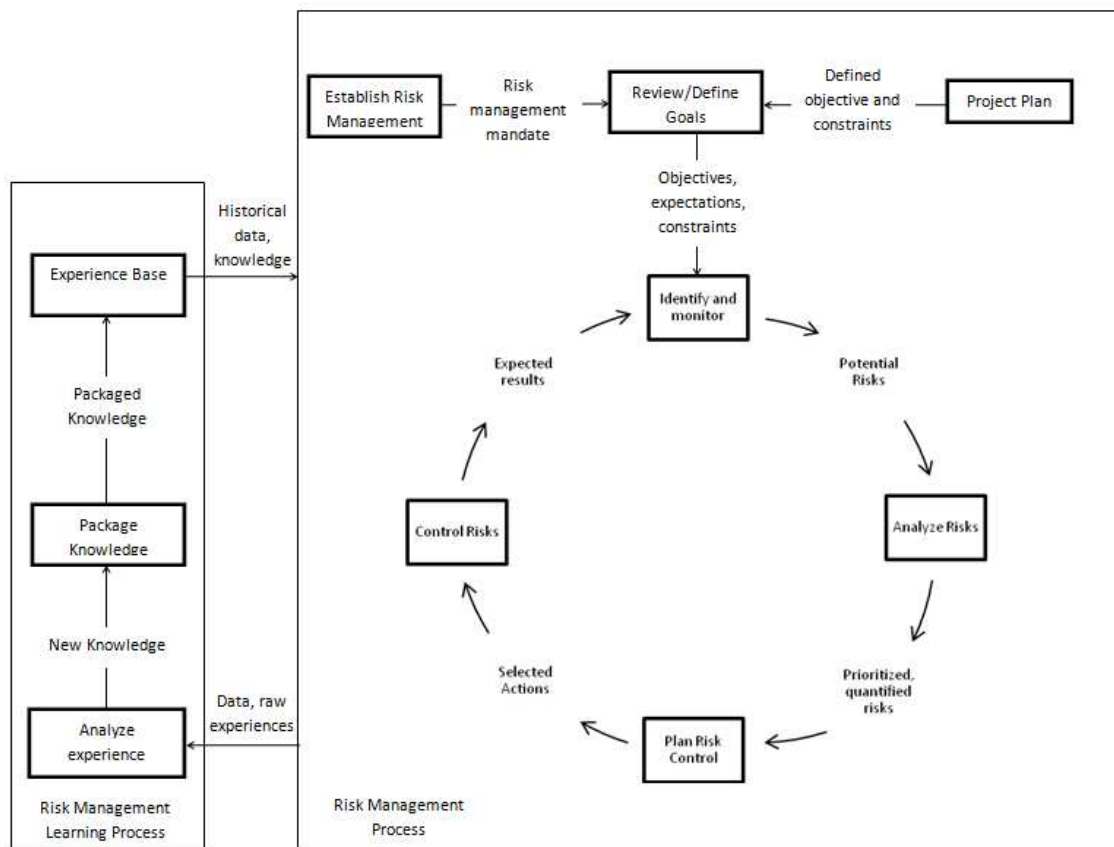 Establish Risk
Management
Risk
management
mandate
Review/Define
Goals
Defined
objective and
constraints
Project Plan
Objectives,
expectations,
constraints
Historical
data,
knowledge
Experience Base
Packaged
Knowledge
Package
Knowledge
New Knowledge
Analyze
experience
Data, raw
experiences
Risk Management
Learning Process
Identify and
monitor
Potential
Risks
Analyze Risks
Prioritized,
quantified
risks
Plan Risk
Control
Selected
Actions
Control Risks
Expected
results
Risk Management
Process